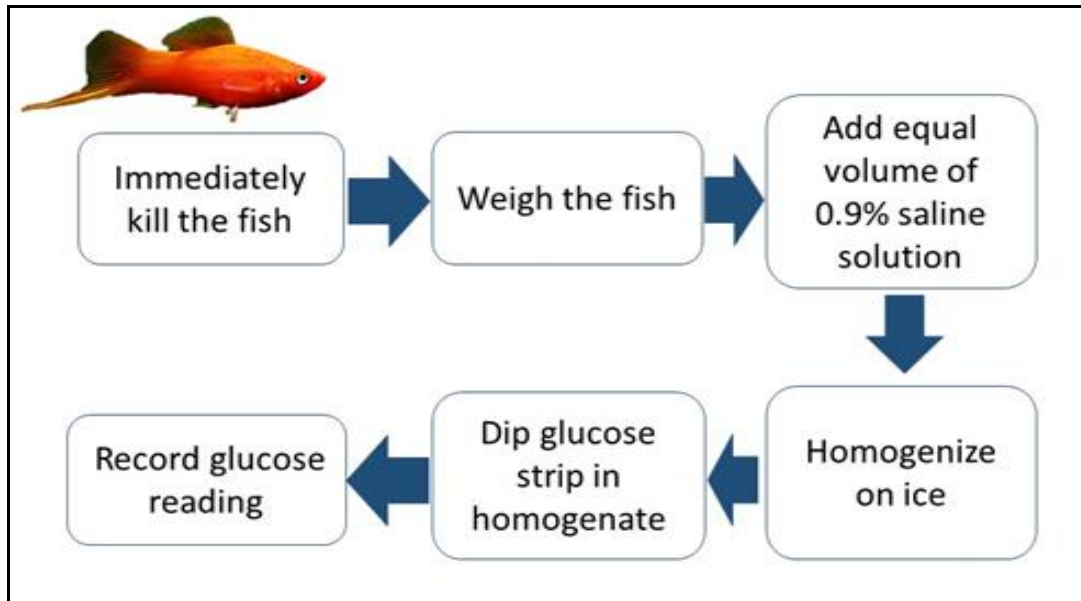 Immediately
kill the fish
Weigh the fish
Add equal
volume of
0.9% saline
solution
Homogenize
on ice
Dip glucose
strip in
homogenate
Record glucose
reading